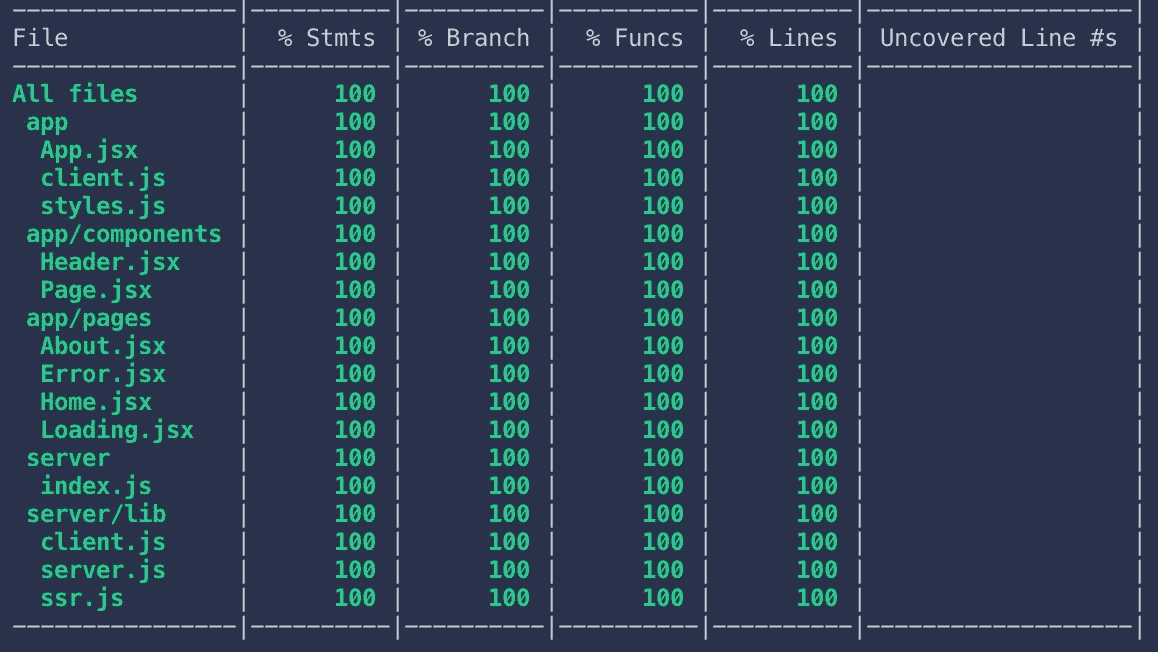 File | % Stmts | % Branch | % Funcs | % Lines | Uncovered Line #s |
All files | 100 | 100 | 100 | 100 | |
app | 100 | 100 | 100 | 100 | |
App.jsx | 100 | 100 | 100 | 100 | |
client.js | 100 | 100 | 100 | 100 | |
styles.js | 100 | 100 | 100 | 100 | |
app/components | 100 | 100 | 100 | 100 | |
Header.jsx | 100 | 100 | 100 | 100 | |
Page.jsx | 100 | 100 | 100 | 100 | |
app/pages | 100 | 100 | 100 | 100 | |
About.jsx | 100 | 100 | 100 | 100 | |
Error.jsx | 100 | 100 | 100 | 100 | |
Home.jsx | 100 | 100 | 100 | 100 | |
Loading.jsx | 100 | 100 | 100 | 100 | |
server | 100 | 100 | 100 | 100 | |
index.js | 100 | 100 | 100 | 100 | |
server/lib | 100 | 100 | 100 | 100 | |
client.js | 100 | 100 | 100 | 100 | |
server.js | 100 | 100 | 100 | 100 | |
ssr.js | 100 | 100 | 100 | 100 | |